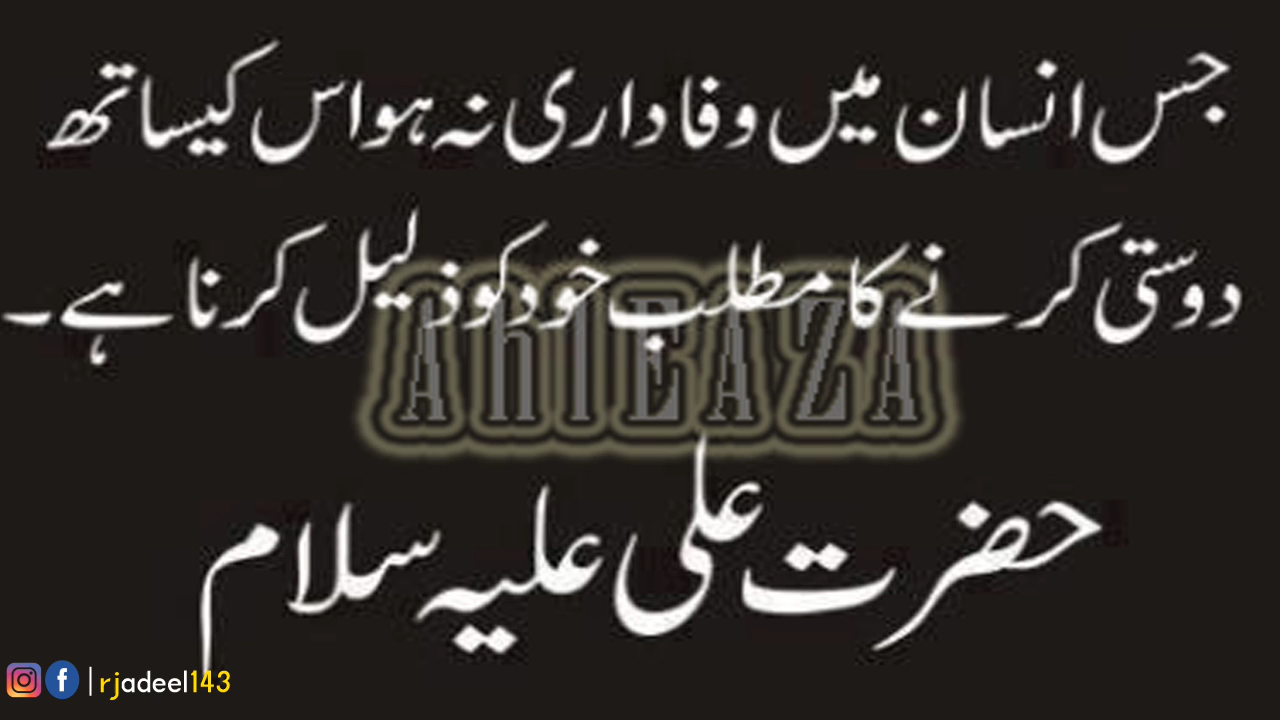 جس انسان میں وفاداری نہ ہو اس کیساتھ
دوستی کرنے کا مطلب خود کو ذلیل کرنا ہے۔
AhlEAZA
حضرت علی علیہ سلام
|rjadeel143